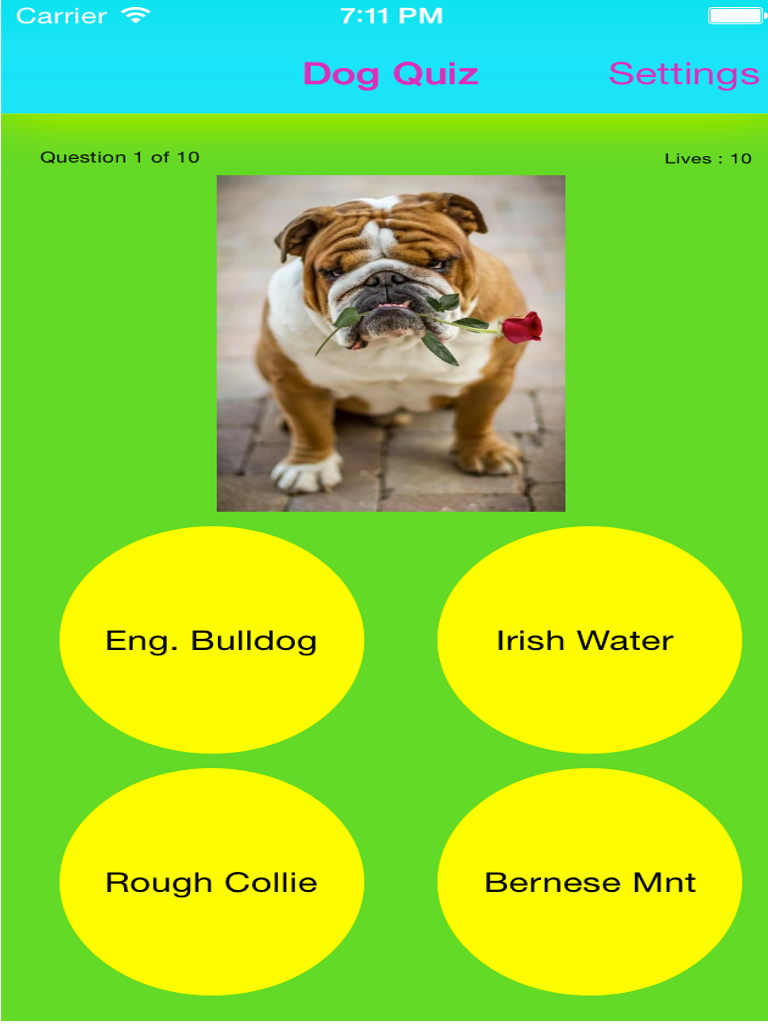 Carrier 7:11 PM
Dog Quiz Settings
Question 1 of 10 Lives : 10
Eng. Bulldog Irish Water
Rough Collie Bernese Mnt